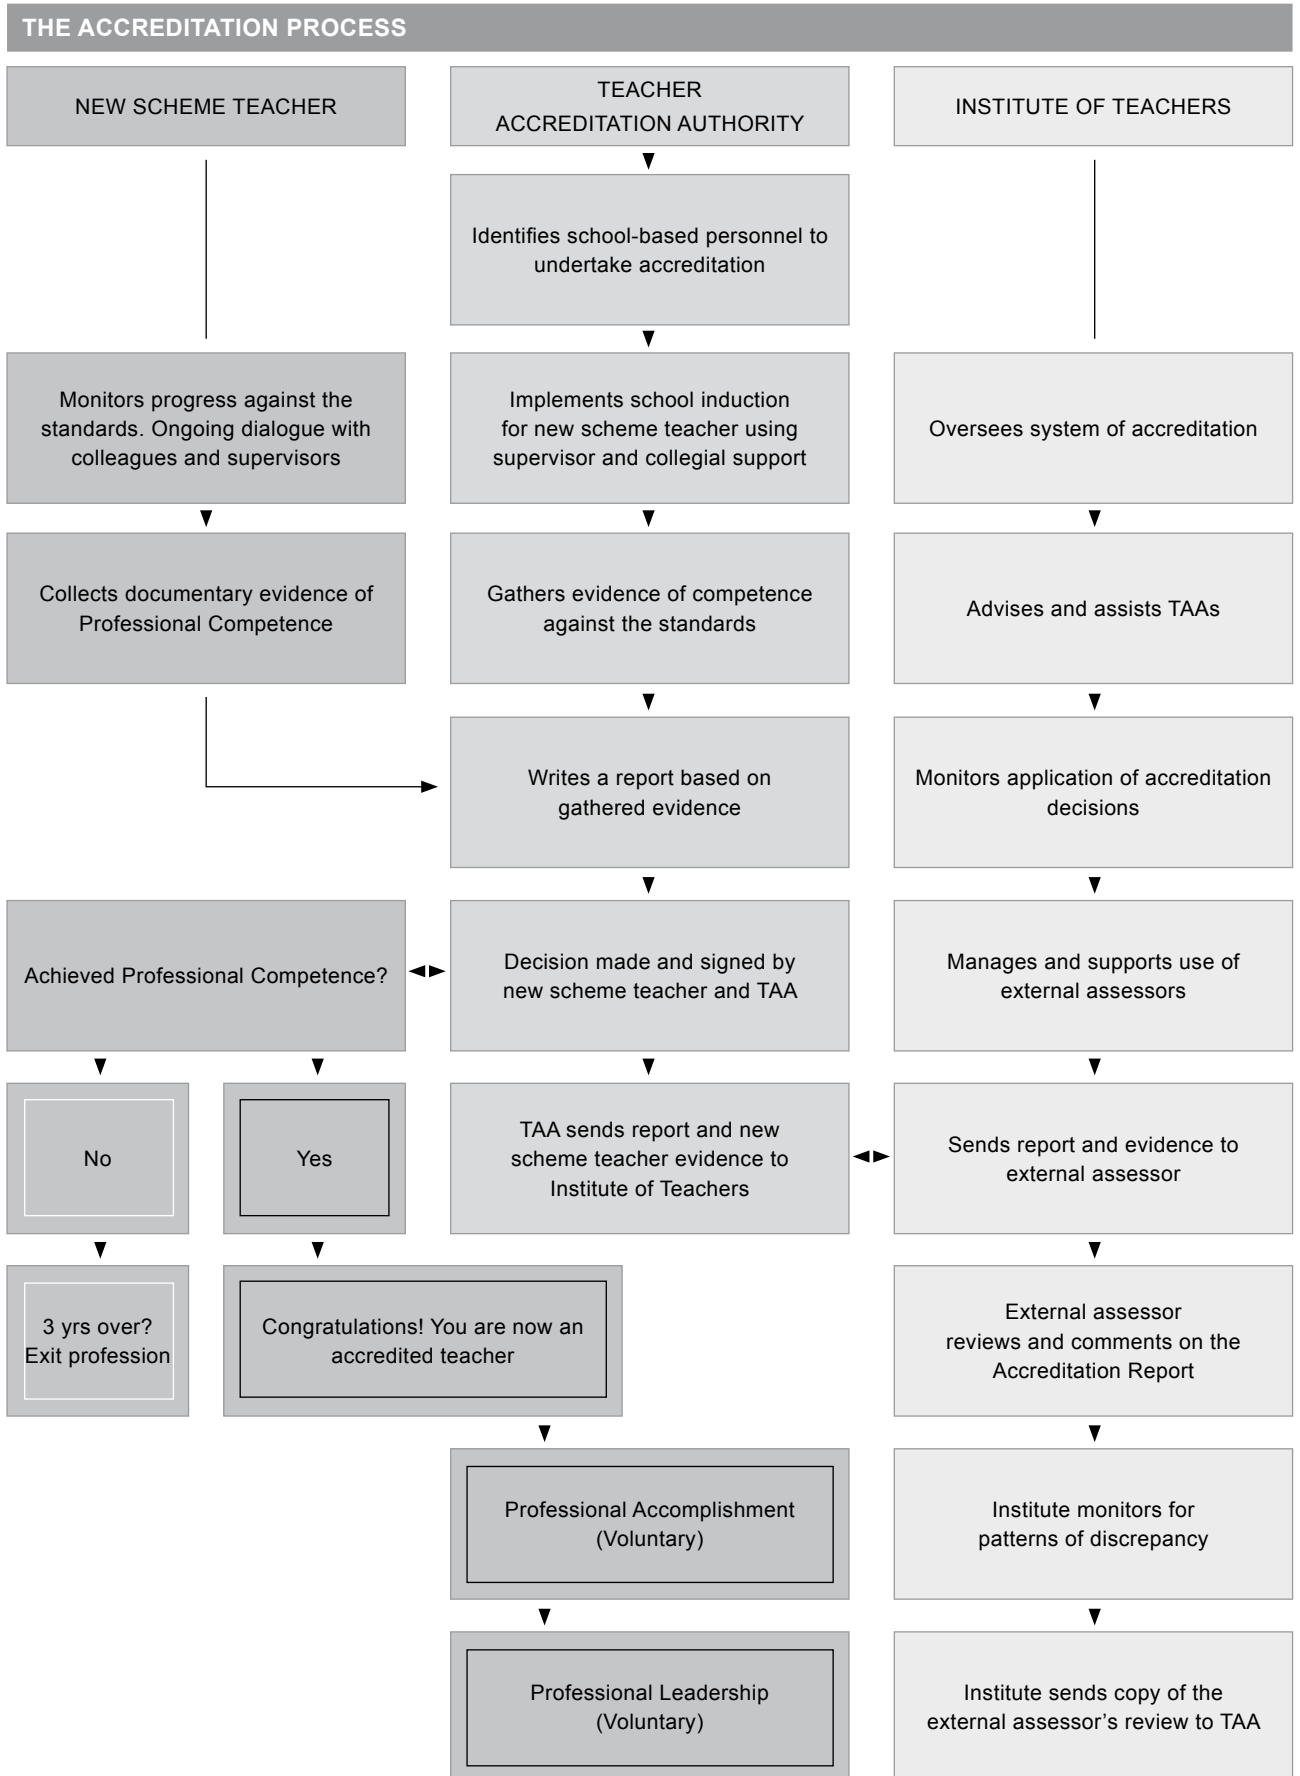 THE ACCREDITATION PROCESS
NEW SCHEME TEACHER
TEACHER
ACCREDITATION AUTHORITY
INSTITUTE OF TEACHERS
Identifies school-based personnel to
undertake accreditation
Monitors progress against the
standards. Ongoing dialogue with
colleagues and supervisors
Implements school induction
for new scheme teacher using
supervisor and collegial support
Oversees system of accreditation
Collects documentary evidence of
Professional Competence
Gathers evidence of competence
against the standards
Advises and assists TAAs
Writes a report based on
gathered evidence
Monitors application of accreditation
decisions
Achieved Professional Competence?
Decision made and signed by
new scheme teacher and TAA
Manages and supports use of
external assessors
No
Yes
TAA sends report and new
scheme teacher evidence to
Institute of Teachers
Sends report and evidence to
external assessor
3 yrs over?
Exit profession
Congratulations! You are now an
accredited teacher
External assessor
reviews and comments on the
Accreditation Report
Professional Accomplishment
(Voluntary)
Institute monitors for
patterns of discrepancy
Professional Leadership
(Voluntary)
Institute sends copy of the
external assessor's review to TAA